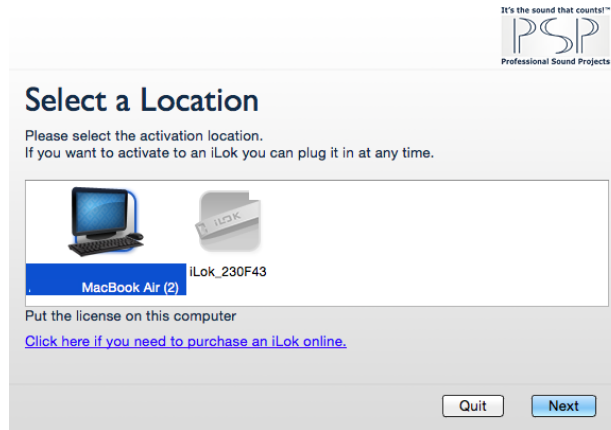 It's the sound that counts!™
PSP
Professional Sound Projects
Select a Location
Please select the activation location.
If you want to activate to an iLok you can plug it in at any time.
iLOK
iLok_230F43
. MacBook Air (2)
Put the license on this computer
Click here if you need to purchase an iLok online.
Quit Next